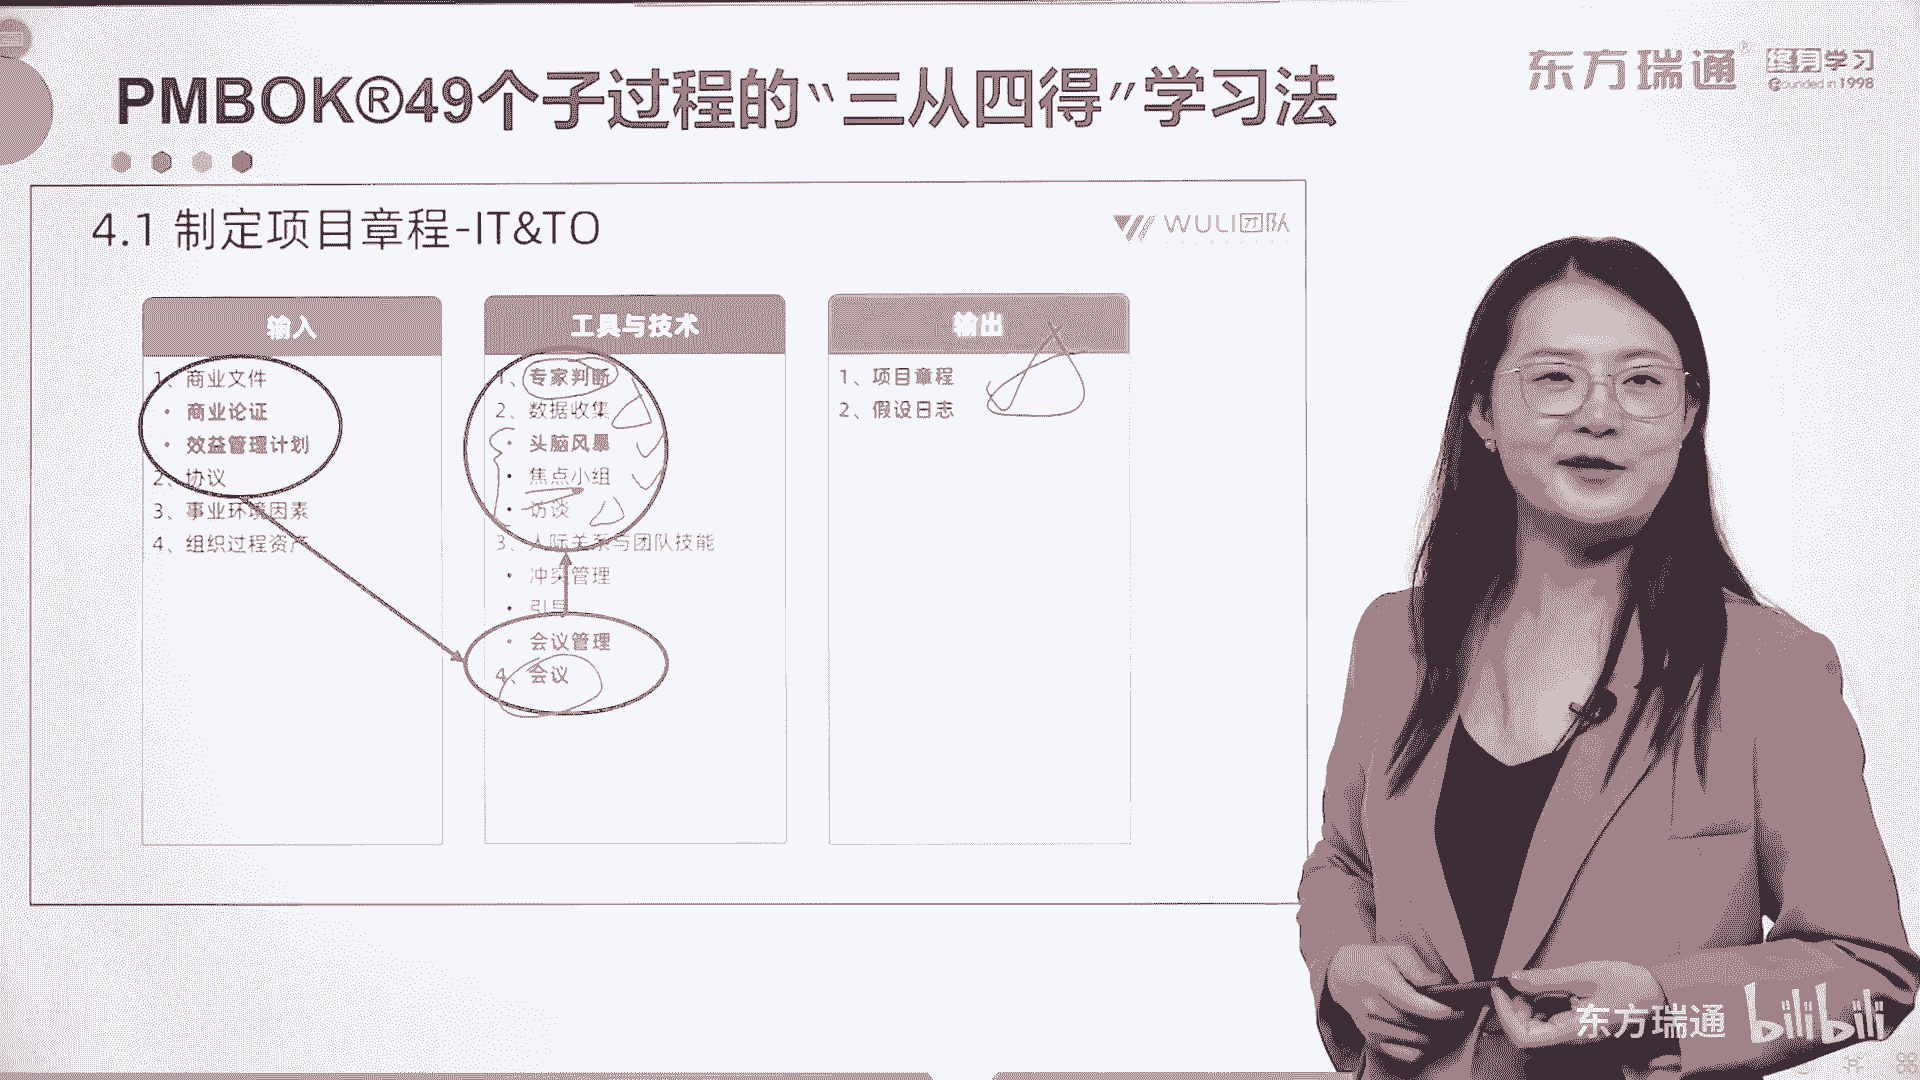 PMBOK®49个子过程的“三从四得”学习法
东方瑞通® 终身学习
Founded in 1998
4.1 制定项目章程-IT&TO
WULI团队
输入
1、商业文件
• 商业论证
• 效益管理计划
2、协议
3、事业环境因素
4、组织过程资产
工具与技术
1、专家判断
2、数据收集
• 头脑风暴
• 焦点小组
• 访谈
3、人际关系与团队技能
• 冲突管理
• 引导
• 会议管理
4、会议
输出
1、项目章程
2、假设日志
东方瑞通 bilibili